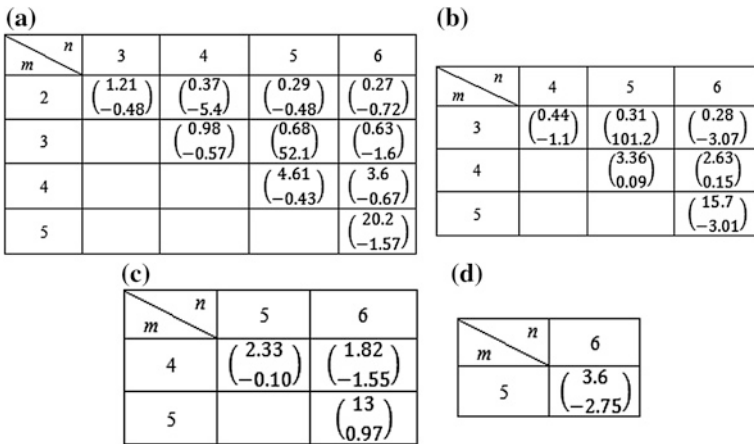 (a)
n
m
3 4 5 6
2 (1.21 −0.48) (0.37 −5.4) (0.29 −0.48) (0.27 −0.72)
3 (0.98 −0.57) (0.68 52.1) (0.63 −1.6)
4 (4.61 −0.43) (3.6 −0.67)
5 (20.2 −1.57)
(b)
n
m
4 5 6
3 (0.44 −1.1) (0.31 101.2) (0.28 −3.07)
4 (3.36 0.09) (2.63 0.15)
5 (15.7 −3.01)
(c)
n
m
5 6
4 (2.33 −0.10) (1.82 −1.55)
5 (13 0.97)
(d)
n
m
6
5 (3.6 −2.75)